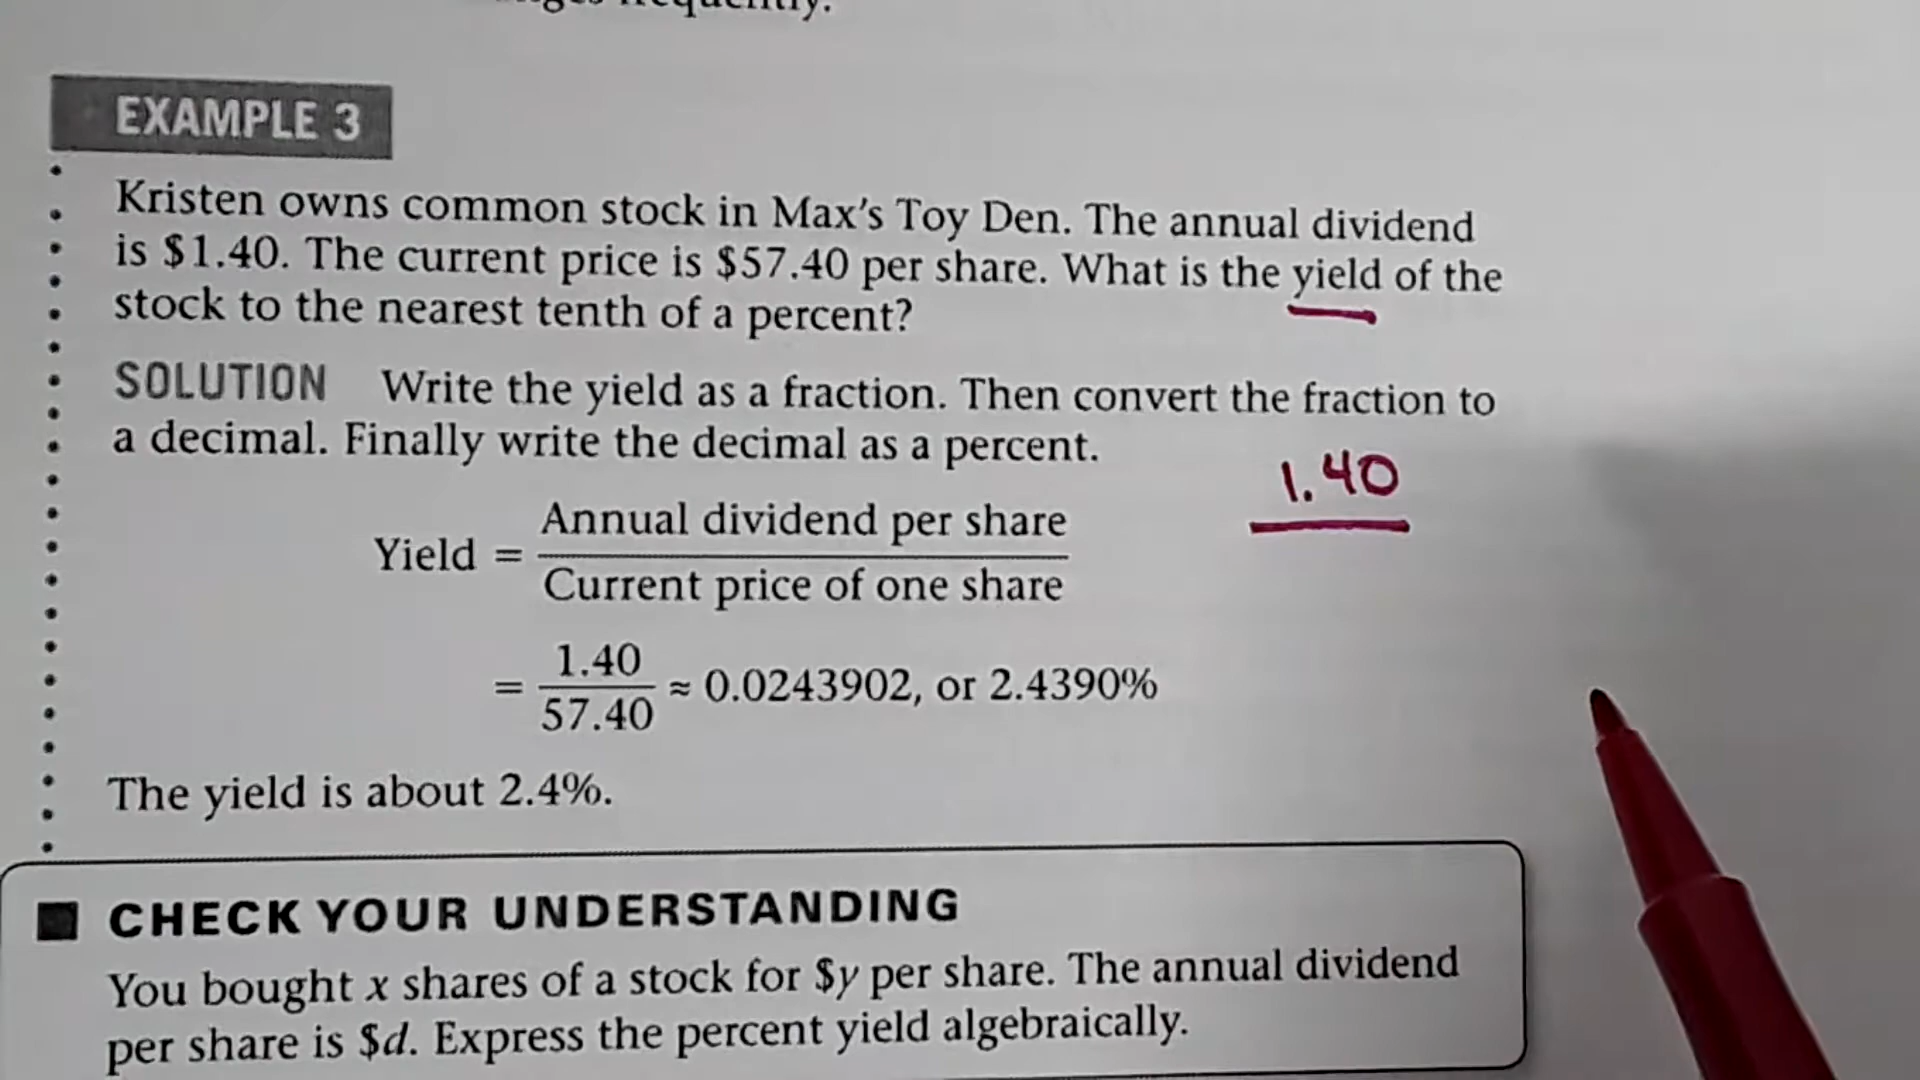 frequently.
EXAMPLE 3
Kristen owns common stock in Max's Toy Den. The annual dividend
is $1.40. The current price is $57.40 per share. What is the yield of the
stock to the nearest tenth of a percent?
SOLUTION Write the yield as a fraction. Then convert the fraction to
a decimal. Finally write the decimal as a percent.
1.40
Yield = Annual dividend per share
Current price of one share
= 1.40
57.40 ≈ 0.0243902, or 2.4390%
The yield is about 2.4%.
CHECK YOUR UNDERSTANDING
You bought x shares of a stock for $y per share. The annual dividend
per share is $d. Express the percent yield algebraically.